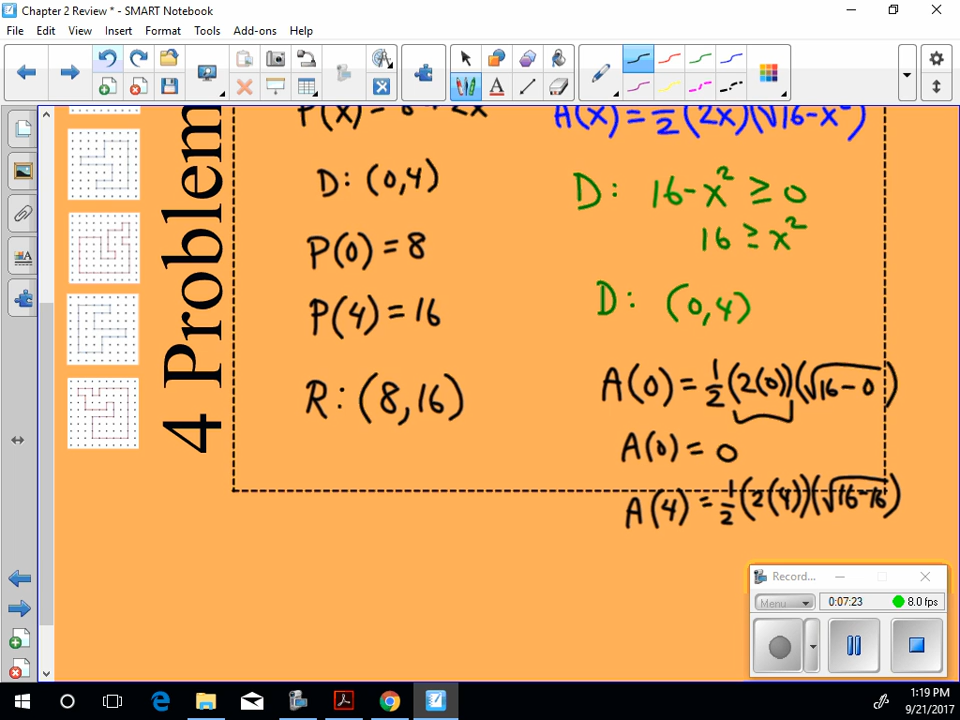 Chapter 2 Review * - SMART Notebook
File Edit View Insert Format Tools Add-ons Help
4 Problem
P(x) = 8 + 2x
D: (0,4)
P(0) = 8
P(4) = 16
R: (8,16)
A(x) = 1/2 (2x)(√16-x²)
D: 16-x² ≥ 0
16 ≥ x²
D: (0,4)
A(0) = 1/2 (2(0))(√16-0)
A(0) = 0
A(4) = 1/2 (2(4))(√16-16)
Record...
Menu
0:07:23
8.0 fps
1:19 PM
9/21/2017